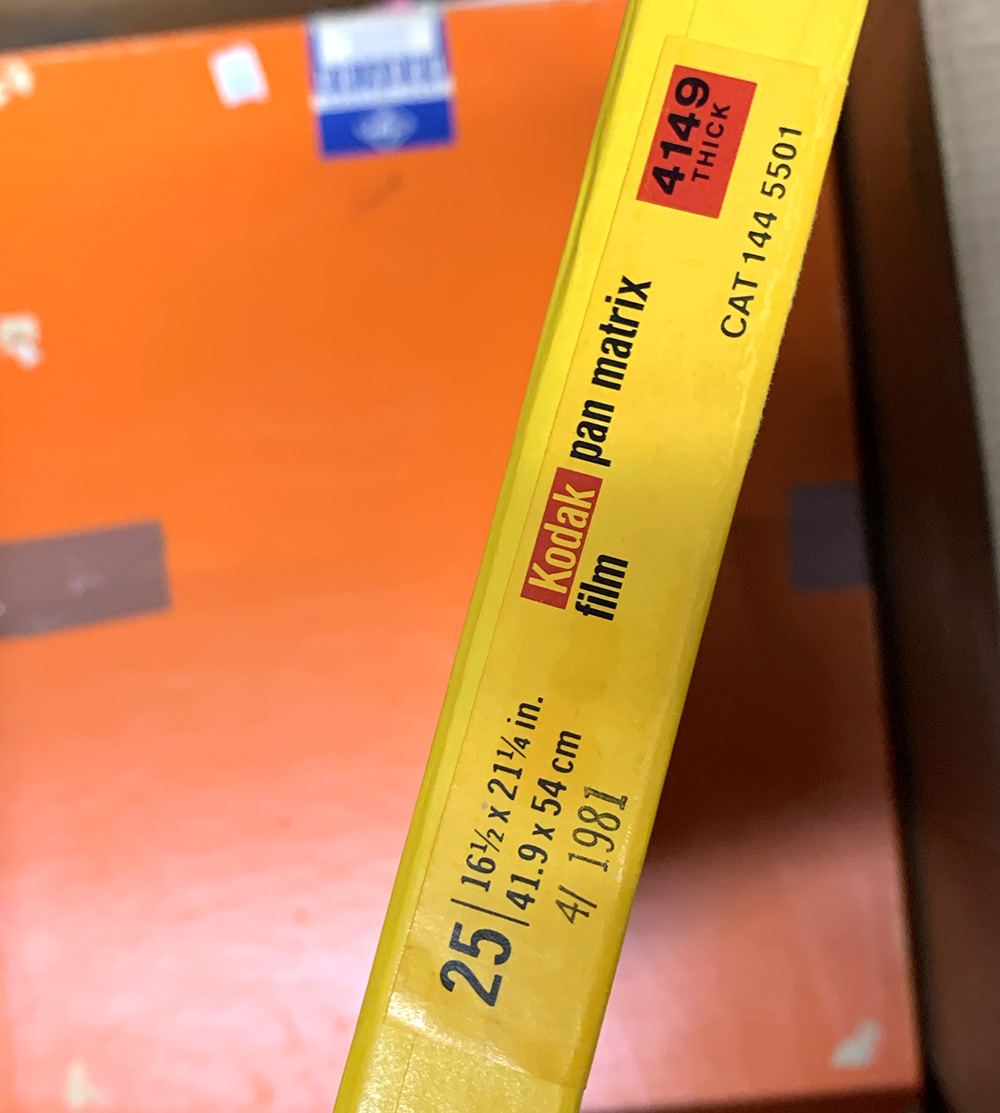 4149
THICK
CAT 144 5501
Kodak pan matrix
film
25 | 16½ x 21¼ in.
41.9 x 54 cm
4/ 1981